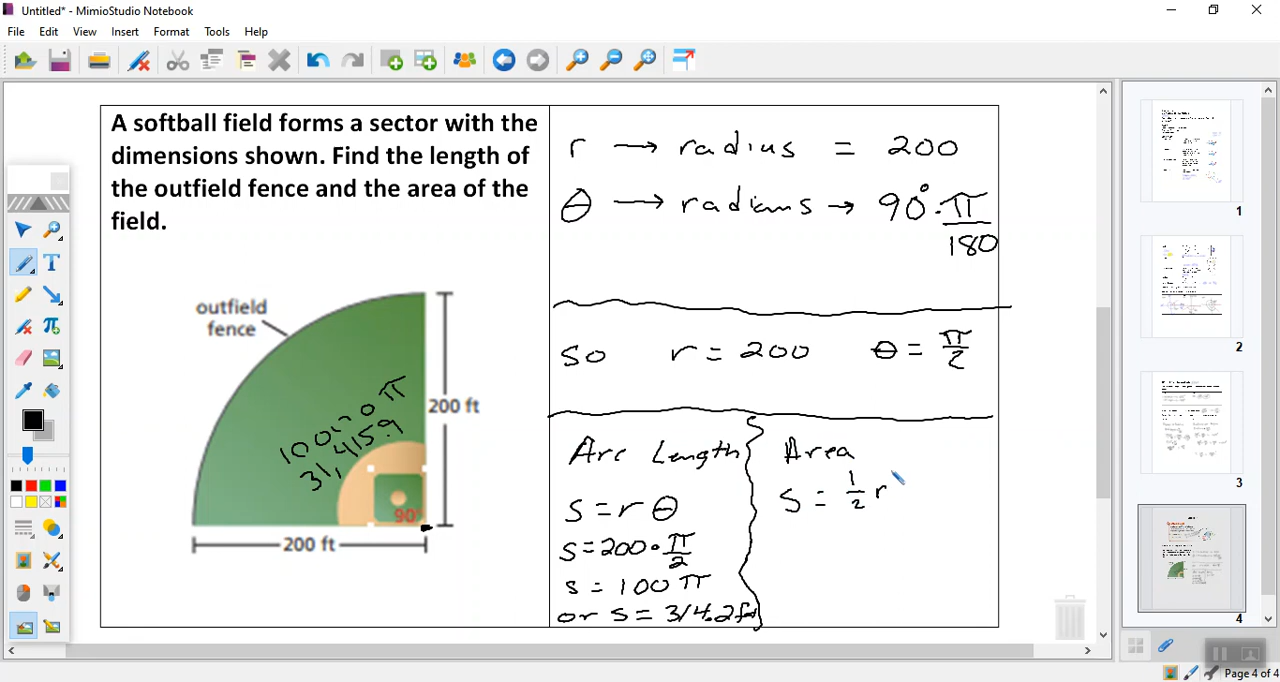 Untitled* - MimioStudio Notebook
File Edit View Insert Format Tools Help
A softball field forms a sector with the
dimensions shown. Find the length of
the outfield fence and the area of the
field.
outfield
fence
200 ft
10000π
31,4159
90°
200 ft
r → radius = 200
θ → radians → 90° · π/180
so r = 200 θ = π/2
Arc Length
s = r θ
s = 200 · π/2
s = 100 π
or s = 314.2 ft
Area
S = 1/2 r
1
2
3
4
Page 4 of 4